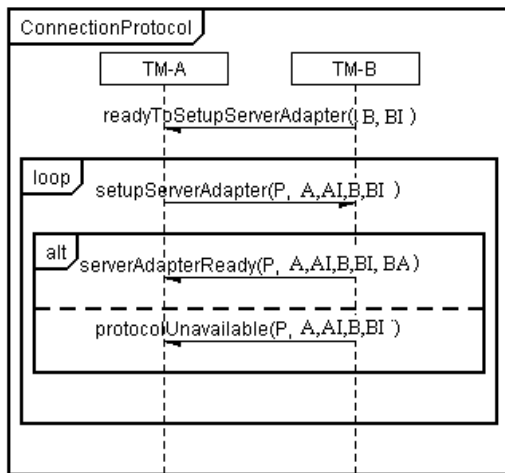 ConnectionProtocol
TM-A TM-B
readyToSetupServerAdapter( B, BI )
loop
setupServerAdapter(P, A,AI,B,BI )
alt
serverAdapterReady(P, A,AI,B,BI, BA)
protocolUnavailable(P, A,AI,B,BI )